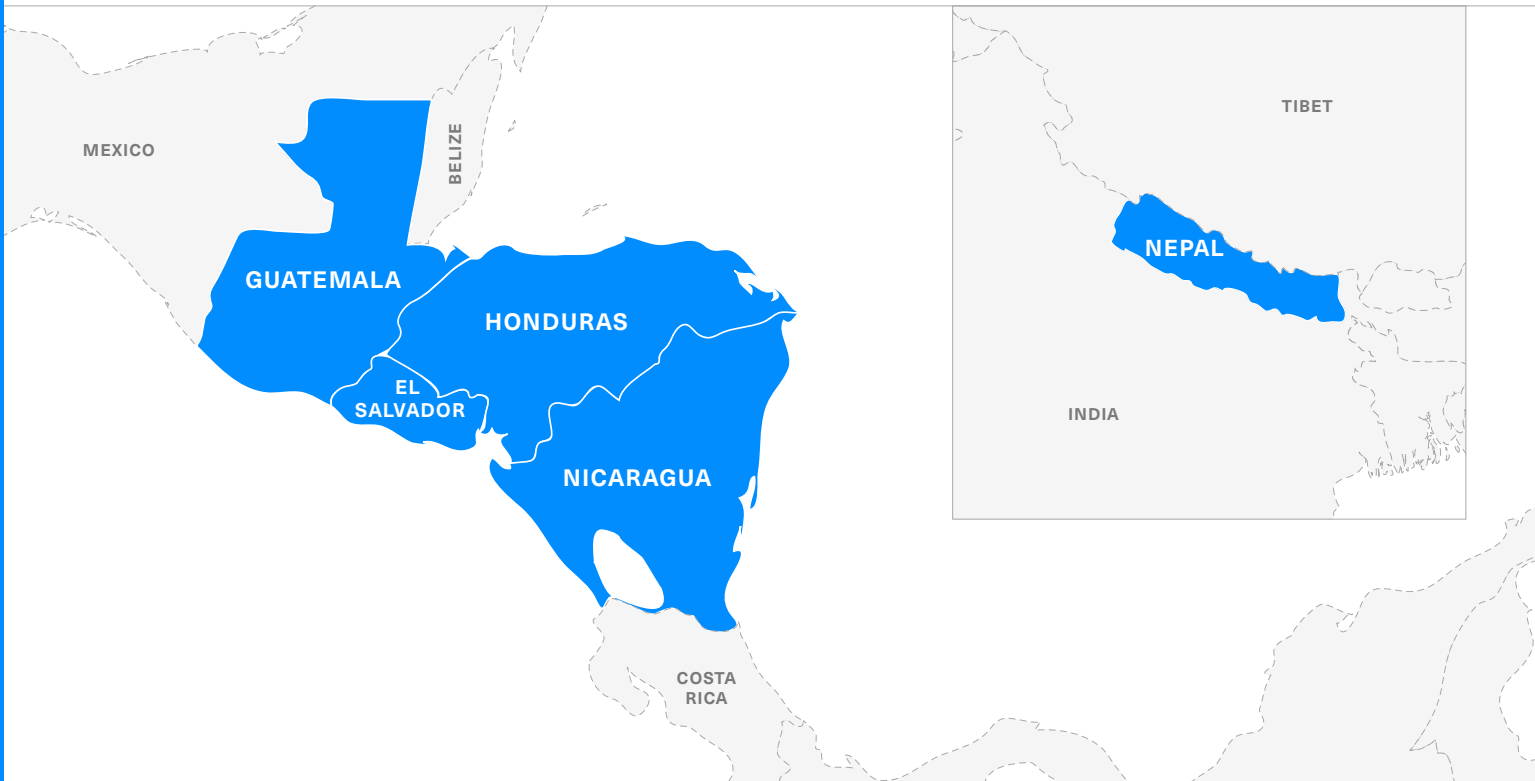 MEXICO
BELIZE
GUATEMALA
HONDURAS
EL
SALVADOR
NICARAGUA
COSTA
RICA
TIBET
NEPAL
INDIA